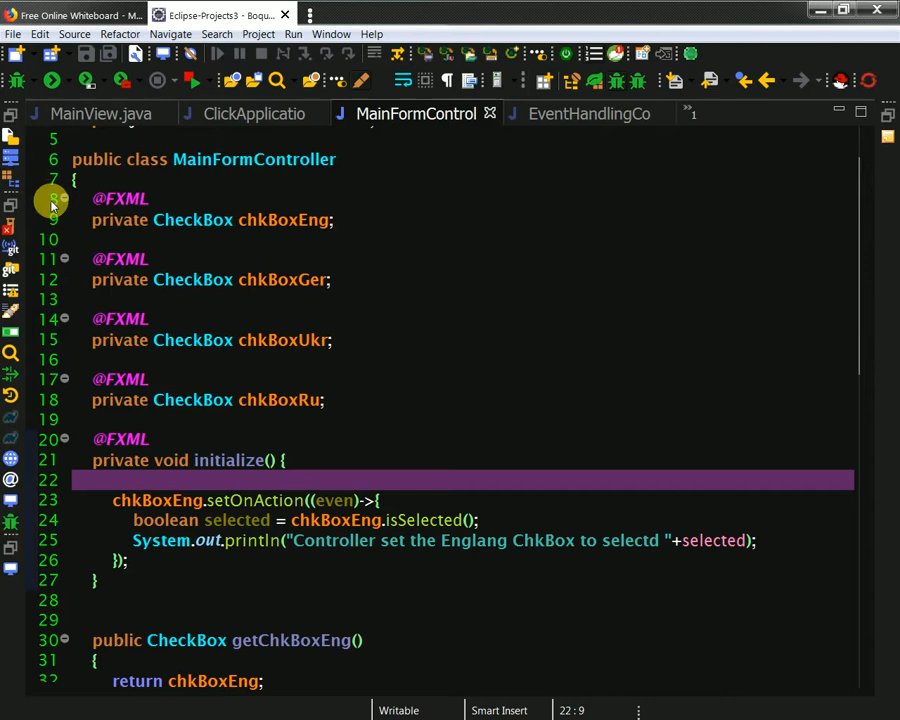 Free Online Whiteboard - M...
Eclipse-Projects3 - Boqu...
File Edit Source Refactor Navigate Search Project Run Window Help
MainView.java ClickApplicatio MainFormControl EventHandlingCo »1
5
6 public class MainFormController
7 {
8 @FXML
9 private CheckBox chkBoxEng;
10
11 @FXML
12 private CheckBox chkBoxGer;
13
14 @FXML
15 private CheckBox chkBoxUkr;
16
17 @FXML
18 private CheckBox chkBoxRu;
19
20 @FXML
21 private void initialize() {
22
23 chkBoxEng.setOnAction((even)->{
24 boolean selected = chkBoxEng.isSelected();
25 System.out.println("Controller set the Englang ChkBox to selectd "+selected);
26 });
27 }
28
29
30 public CheckBox getChkBoxEng()
31 {
32 return chkBoxEng;
Writable Smart Insert 22 : 9